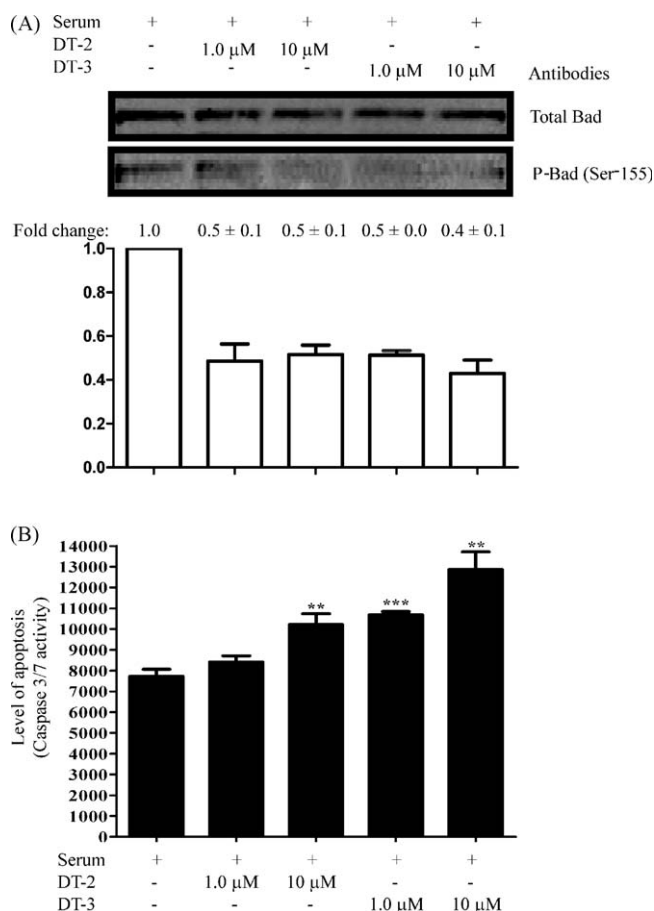 (A) Serum + + + + +
DT-2 - 1.0 µM 10 µM - -
DT-3 - - - 1.0 µM 10 µM Antibodies
Total Bad
P-Bad (Ser-155)
Fold change: 1.0 0.5 ± 0.1 0.5 ± 0.1 0.5 ± 0.0 0.4 ± 0.1
1.0
0.8
0.6
0.4
0.2
0.0
(B)
Level of apoptosis
(Caspase 3/7 activity)
14000
13000
12000
11000
10000
9000
8000
7000
6000
5000
4000
3000
2000
1000
0
** *** **
Serum + + + + +
DT-2 - 1.0 µM 10 µM - -
DT-3 - - - 1.0 µM 10 µM